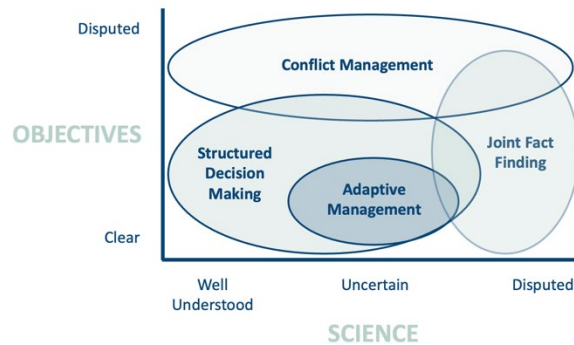 Disputed
Conflict Management
OBJECTIVES
Structured
Decision
Making
Joint Fact
Finding
Adaptive
Management
Clear
Well
Understood
Uncertain
Disputed
SCIENCE